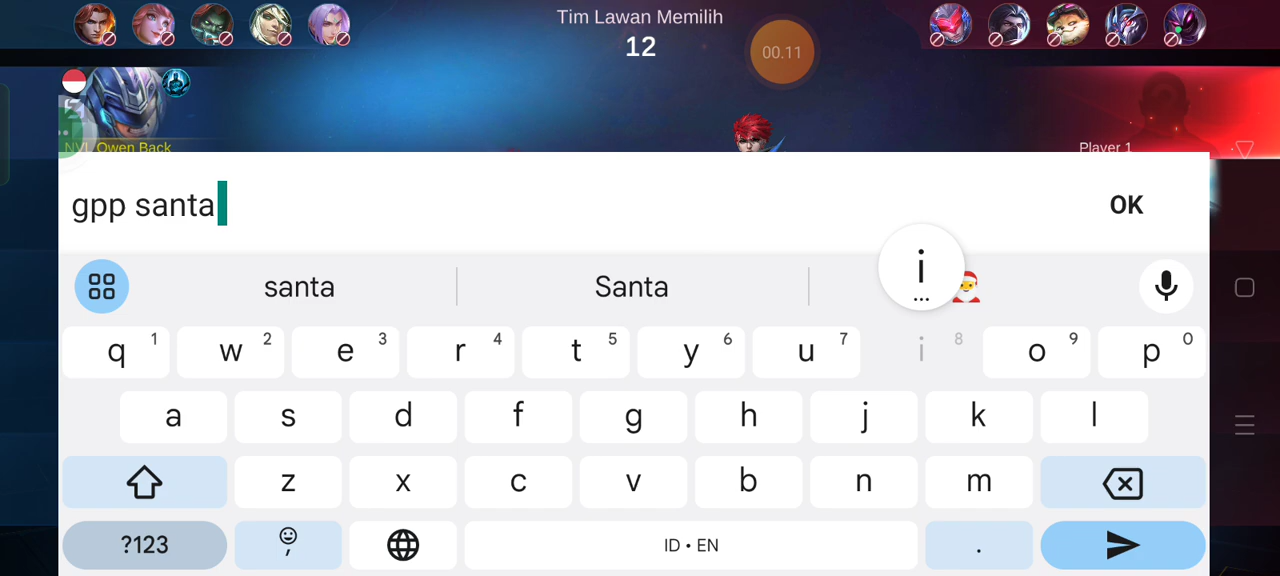 Tim Lawan Memilih
12
00.11
NVL Owen Back
Player 1
gpp santa
OK
santa
Santa
i
...
q 1 w 2 e 3 r 4 t 5 y 6 u 7 i 8 o 9 p 0
a s d f g h j k l
z x c v b n m
?123 , ID • EN .